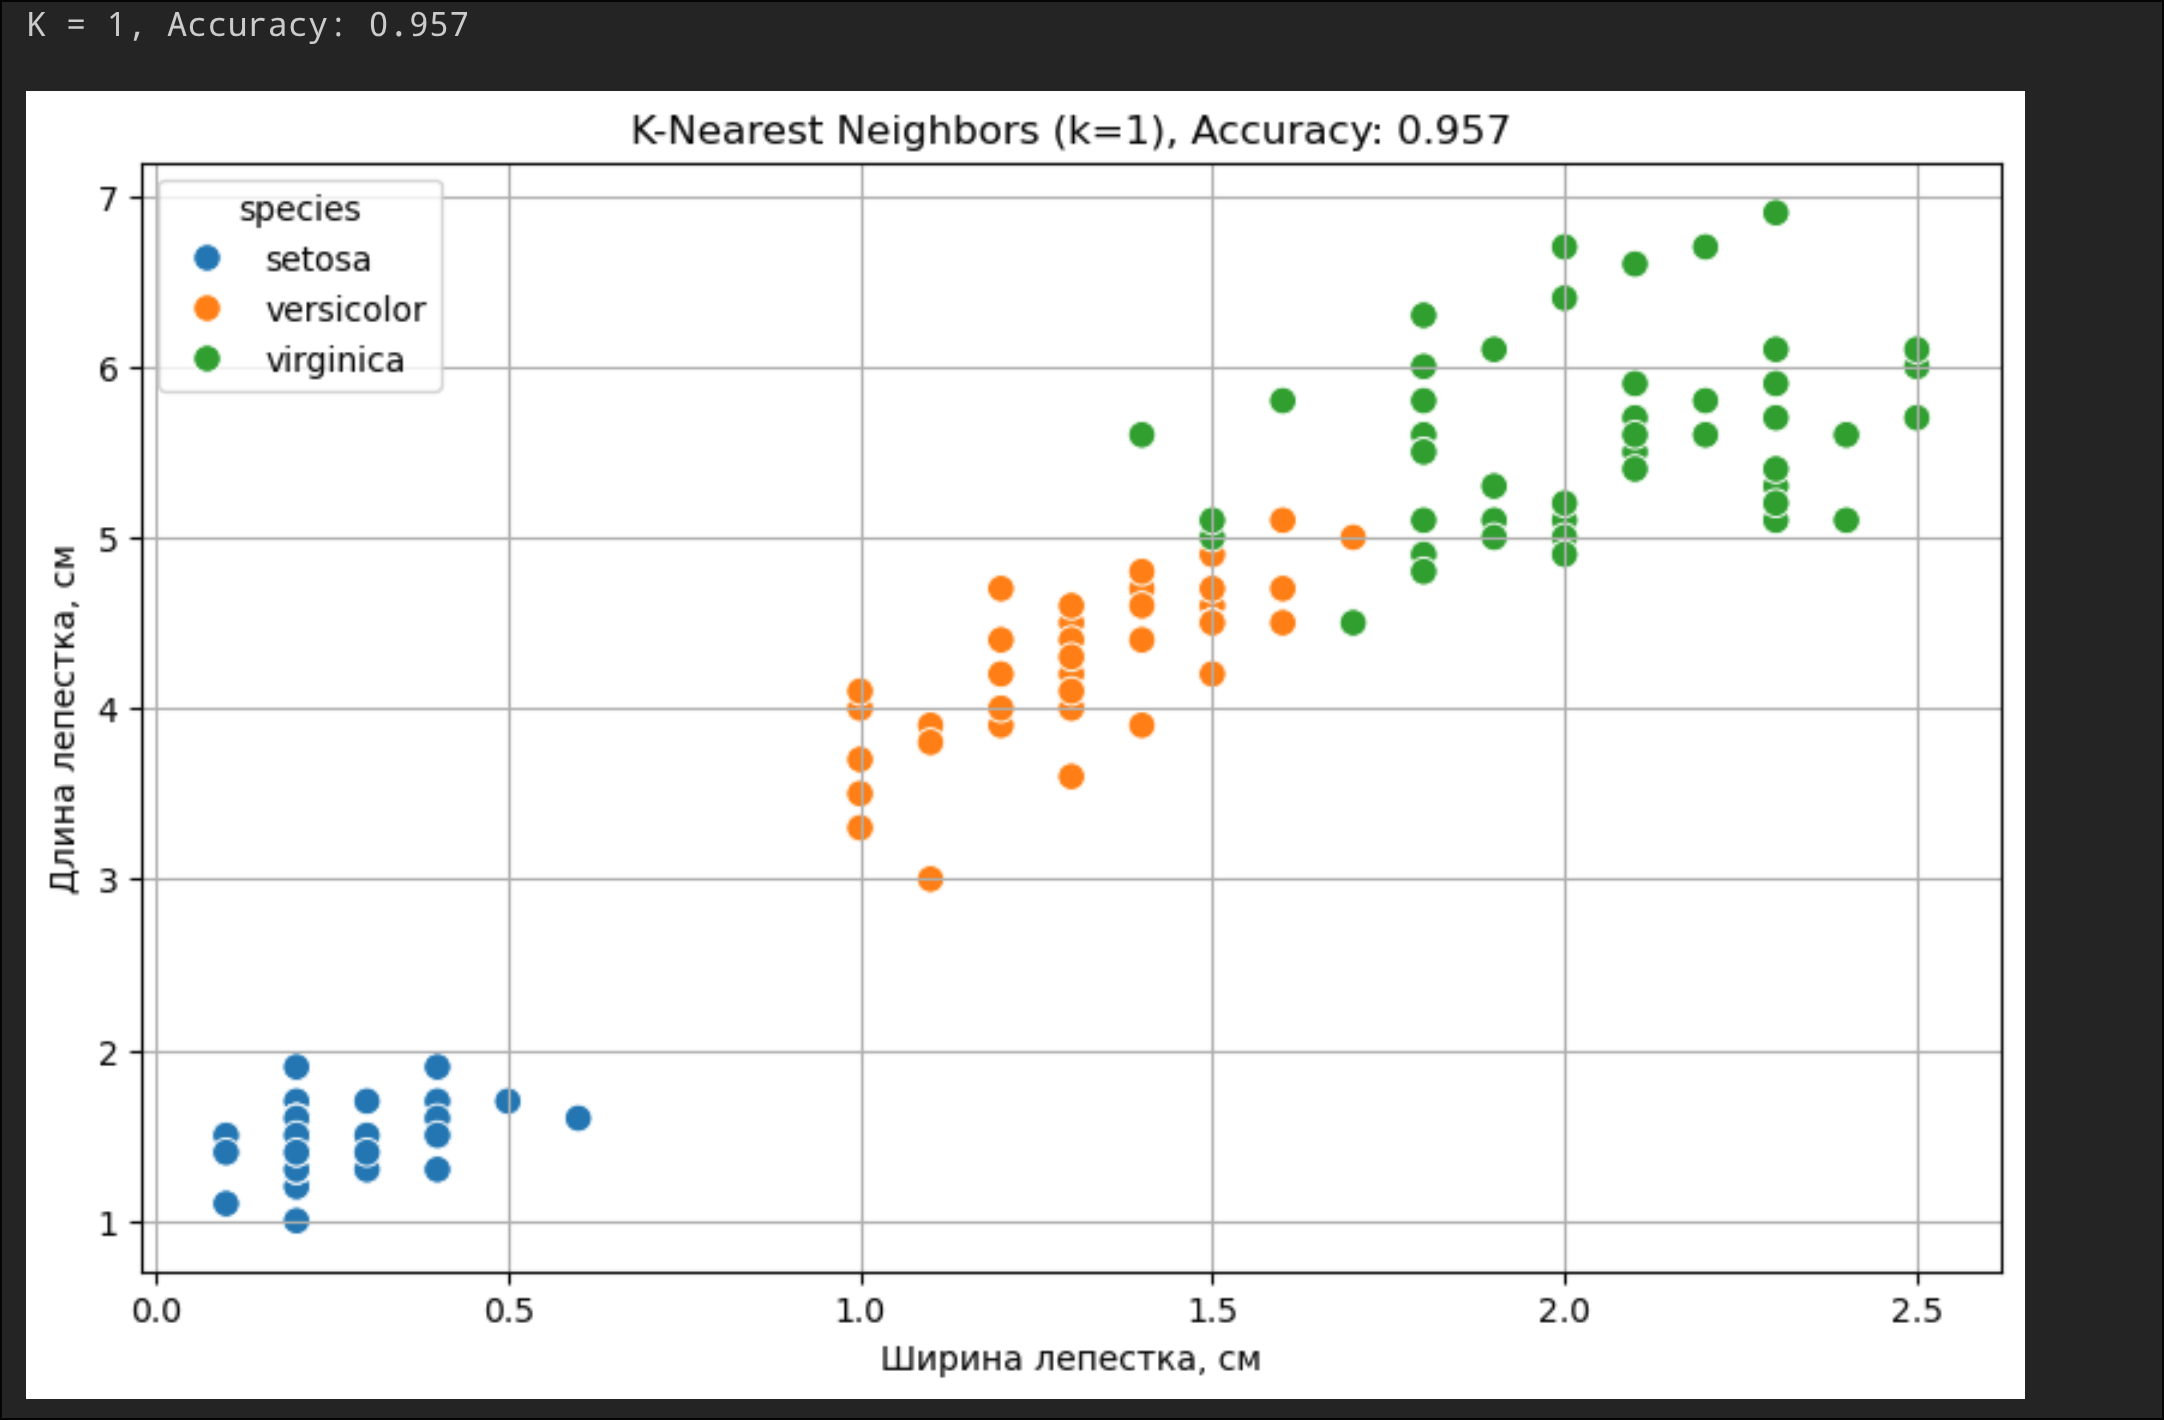 K = 1, Accuracy: 0.957
K-Nearest Neighbors (k=1), Accuracy: 0.957
species
setosa
versicolor
virginica
7
6
5
4
3
2
1
Длина лепестка, см
0.0 0.5 1.0 1.5 2.0 2.5
Ширина лепестка, см